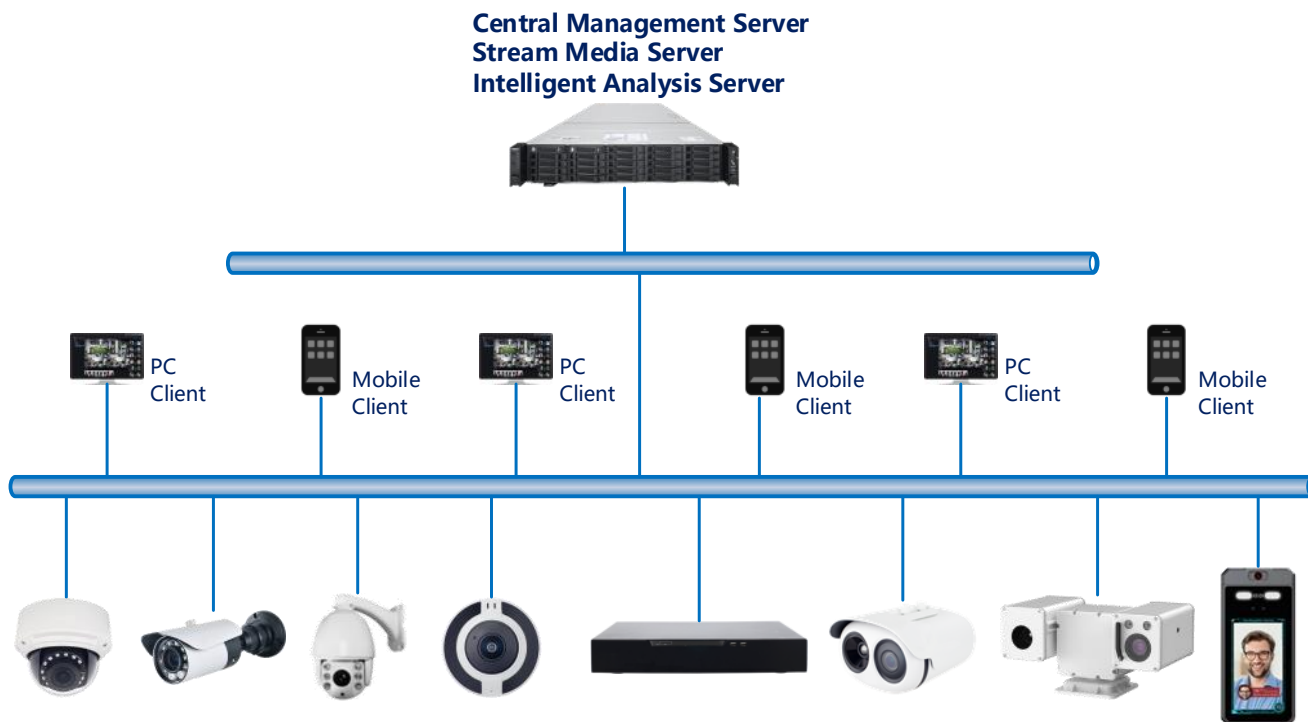 Central Management Server
Stream Media Server
Intelligent Analysis Server
PC
Client
Mobile
Client
PC
Client
Mobile
Client
PC
Client
Mobile
Client